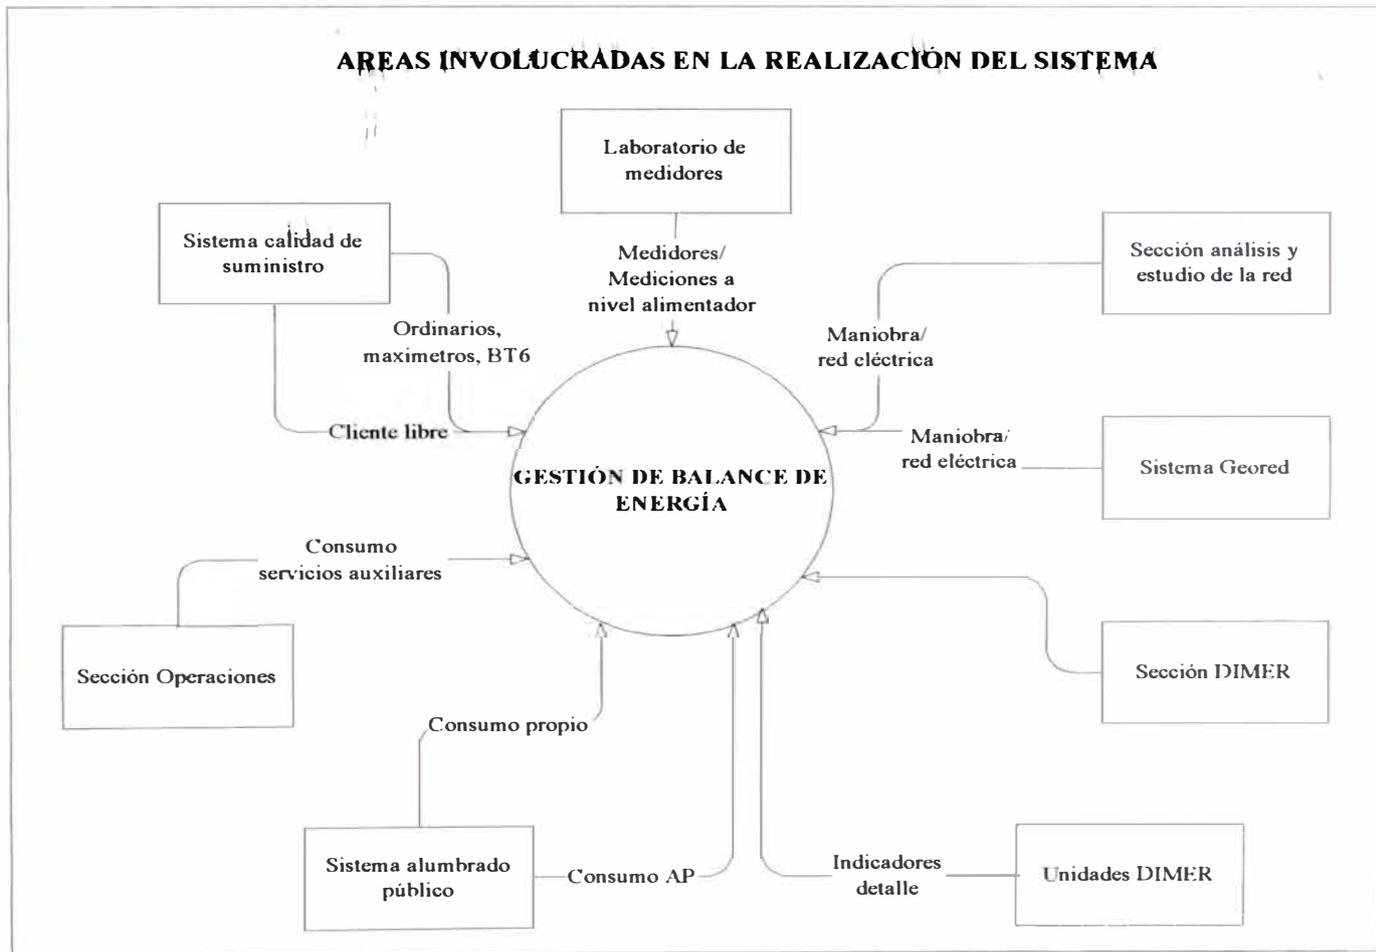 AREAS INVOLUCRADAS EN LA REALIZACIÓN DEL SISTEMA
Laboratorio de
medidores
Sistema calidad de
suministro
Sección análisis y
estudio de la red
Medidores/
Mediciones a
nivel alimentador
Ordinarios,
maximetros, BT6
Maniobra/
red eléctrica
Cliente libre
Maniobra/
red eléctrica
Sistema Geored
GESTIÓN DE BALANCE DE
ENERGÍA
Consumo
servicios auxiliares
Sección Operaciones
Sección DIMER
Consumo propio
Sistema alumbrado
público
Consumo AP
Indicadores
detalle
Unidades DIMER